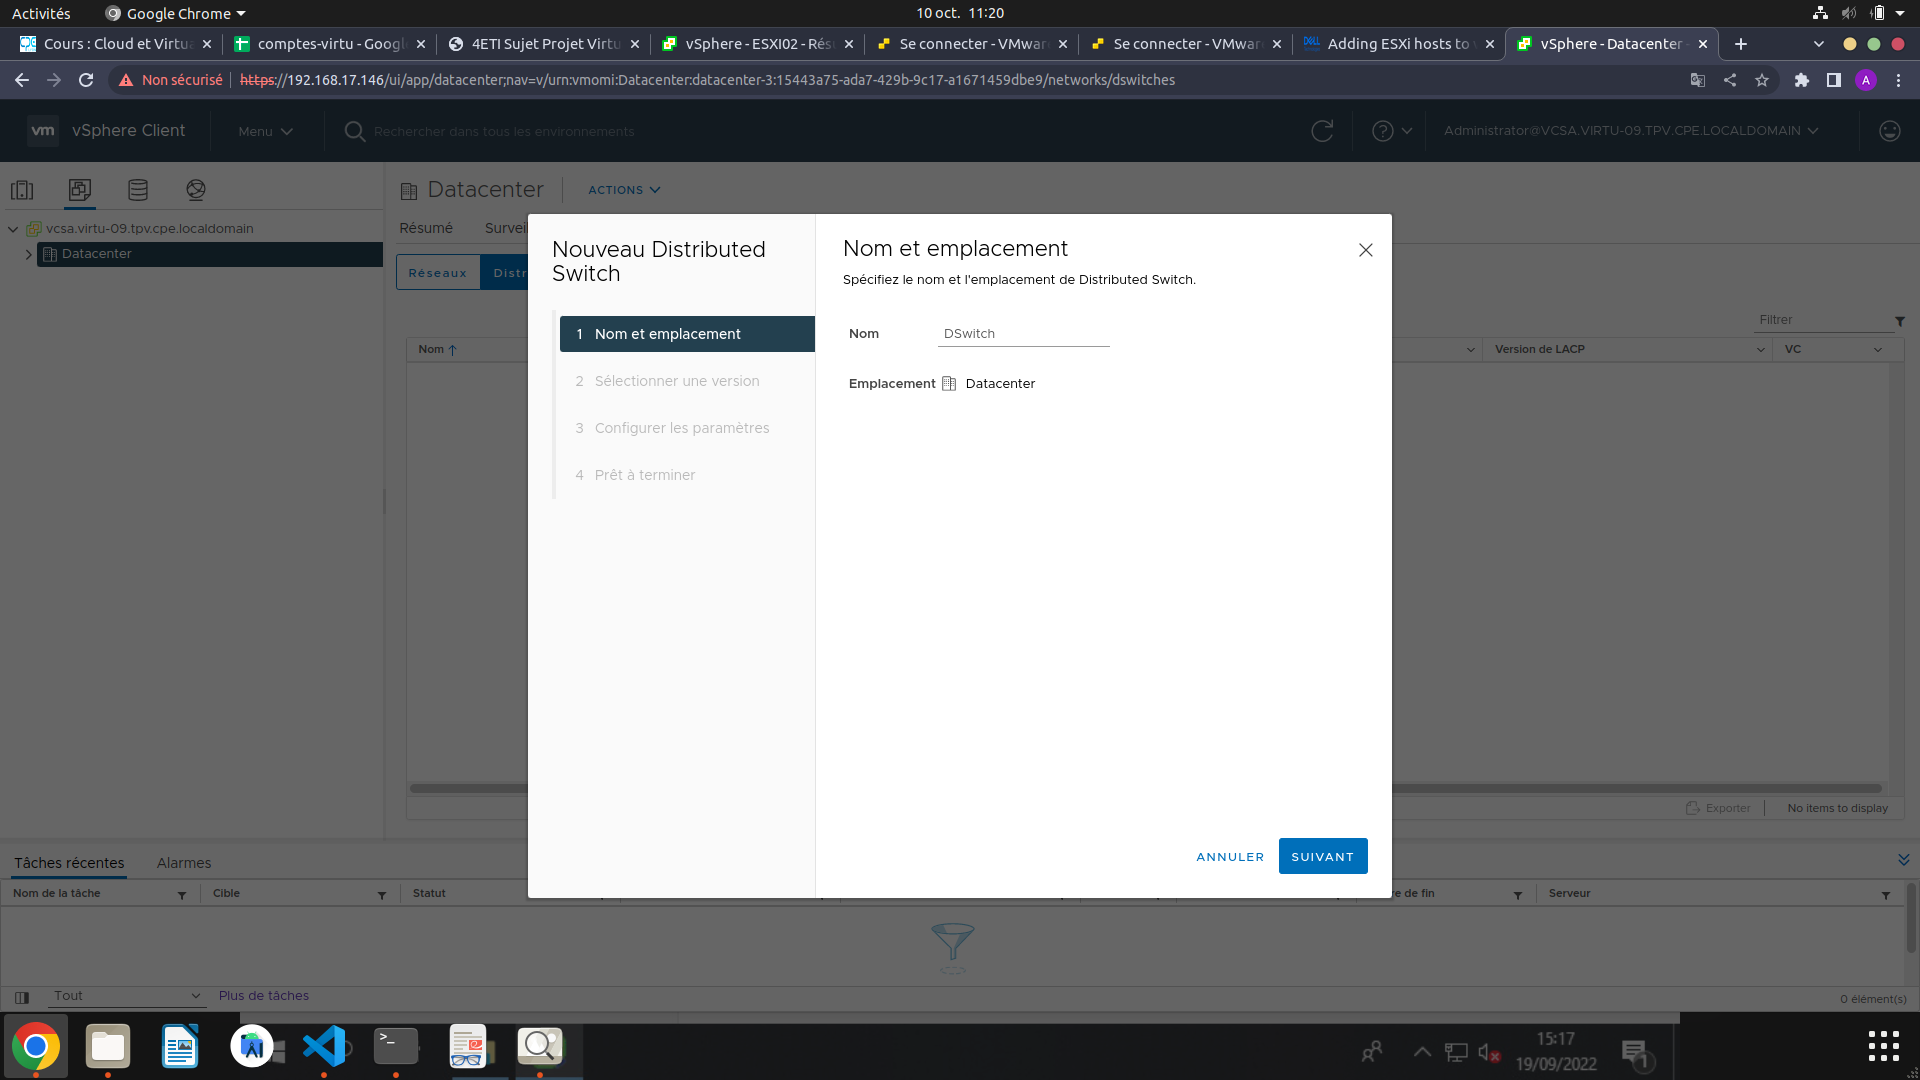 Activités
Google Chrome
10 oct. 11:20
Cours : Cloud et Virtua
comptes-virtu - Googl
4ETI Sujet Projet Virtu
vSphere - ESXI02 - Rés
Se connecter - VMwar
Se connecter - VMwar
Adding ESXi hosts to v
vSphere - Datacenter -
Non sécurisé
https://192.168.17.146/ui/app/datacenter;nav=v/urn:vmomi:Datacenter:datacenter-3:15443a75-ada7-429b-9c17-a1671459dbe9/networks/dswitches
A
vm
vSphere Client
Menu
Rechercher dans tous les environnements
Administrator@VCSA.VIRTU-09.TPV.CPE.LOCALDOMAIN
vcsa.virtu-09.tpv.cpe.localdomain
Datacenter
Datacenter
ACTIONS
Résumé
Surveil
Réseaux
Distr
Filtrer
Nom
Version de LACP
VC
Exporter
No items to display
Nouveau Distributed
Switch
1 Nom et emplacement
2 Sélectionner une version
3 Configurer les paramètres
4 Prêt à terminer
Nom et emplacement
Spécifiez le nom et l'emplacement de Distributed Switch.
Nom
DSwitch
Emplacement
Datacenter
ANNULER
SUIVANT
Tâches récentes
Alarmes
Nom de la tâche
Cible
Statut
re de fin
Serveur
Tout
Plus de tâches
0 élément(s)
15:17
19/09/2022
1